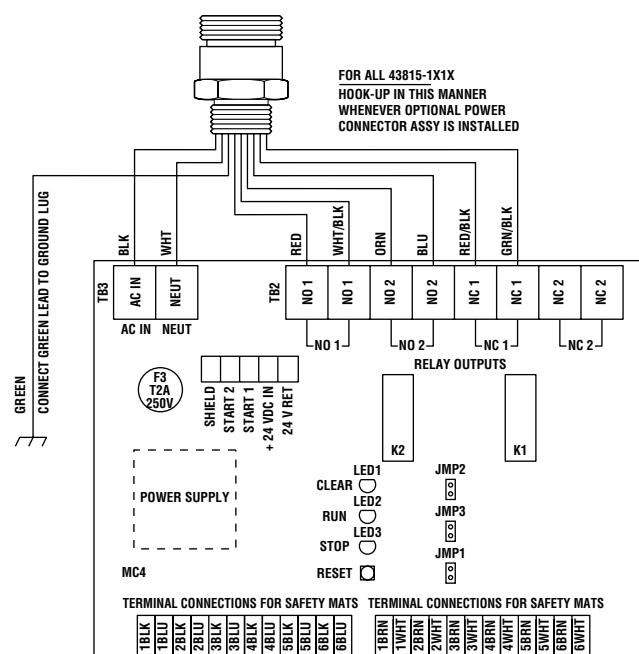 FOR ALL 43815-1X1X
HOOK-UP IN THIS MANNER
WHENEVER OPTIONAL POWER
CONNECTOR ASSY IS INSTALLED
GREEN
CONNECT GREEN LEAD TO GROUND LUG
BLK
WHT
RED
WHT/BLK
ORN
BLU
RED/BLK
GRN/BLK
TB3
AC IN
NEUT
AC IN
NEUT
TB2
NO 1
NO 1
NO 2
NO 2
NC 1
NC 1
NC 2
NC 2
NO 1
NO 2
NC 1
NC 2
RELAY OUTPUTS
F3
T2A
250V
SHIELD
START 2
START 1
+ 24 VDC IN
24 V RET
K2
K1
POWER SUPPLY
LED1
CLEAR
LED2
RUN
LED3
STOP
RESET
JMP2
JMP3
JMP1
MC4
TERMINAL CONNECTIONS FOR SAFETY MATS
1BLK
1BLU
2BLK
2BLU
3BLK
3BLU
4BLK
4BLU
5BLK
5BLU
6BLK
6BLU
TERMINAL CONNECTIONS FOR SAFETY MATS
1BRN
1WHT
2BRN
2WHT
3BRN
3WHT
4BRN
4WHT
5BRN
5WHT
6BRN
6WHT